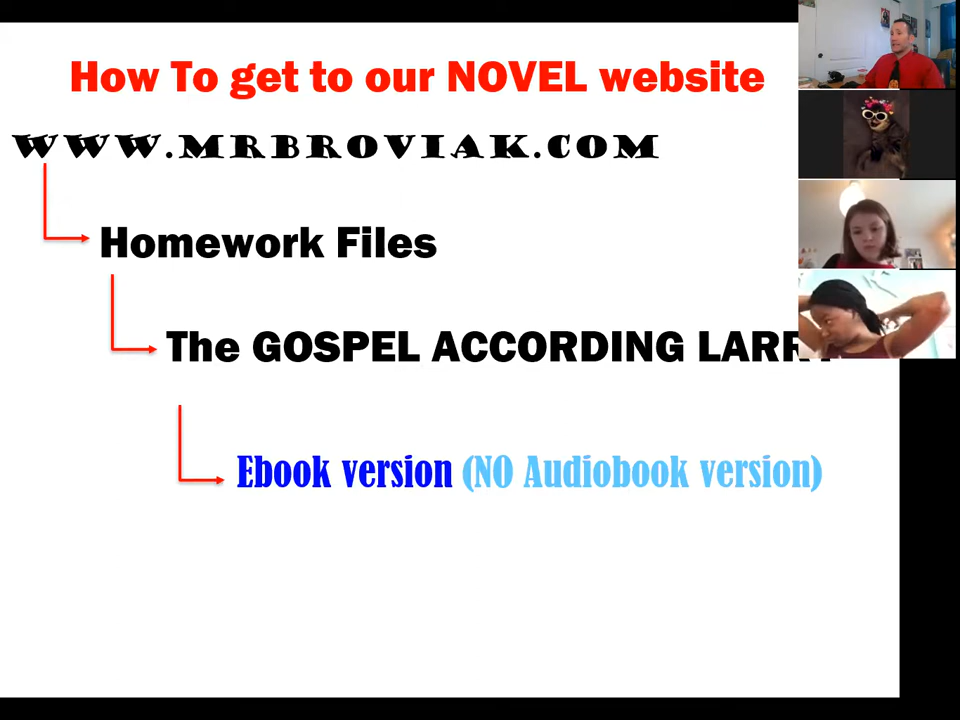 How To get to our NOVEL website
WWW.MRBROVIAK.COM
Homework Files
The GOSPEL ACCORDING LARRY
Ebook version (NO Audiobook version)